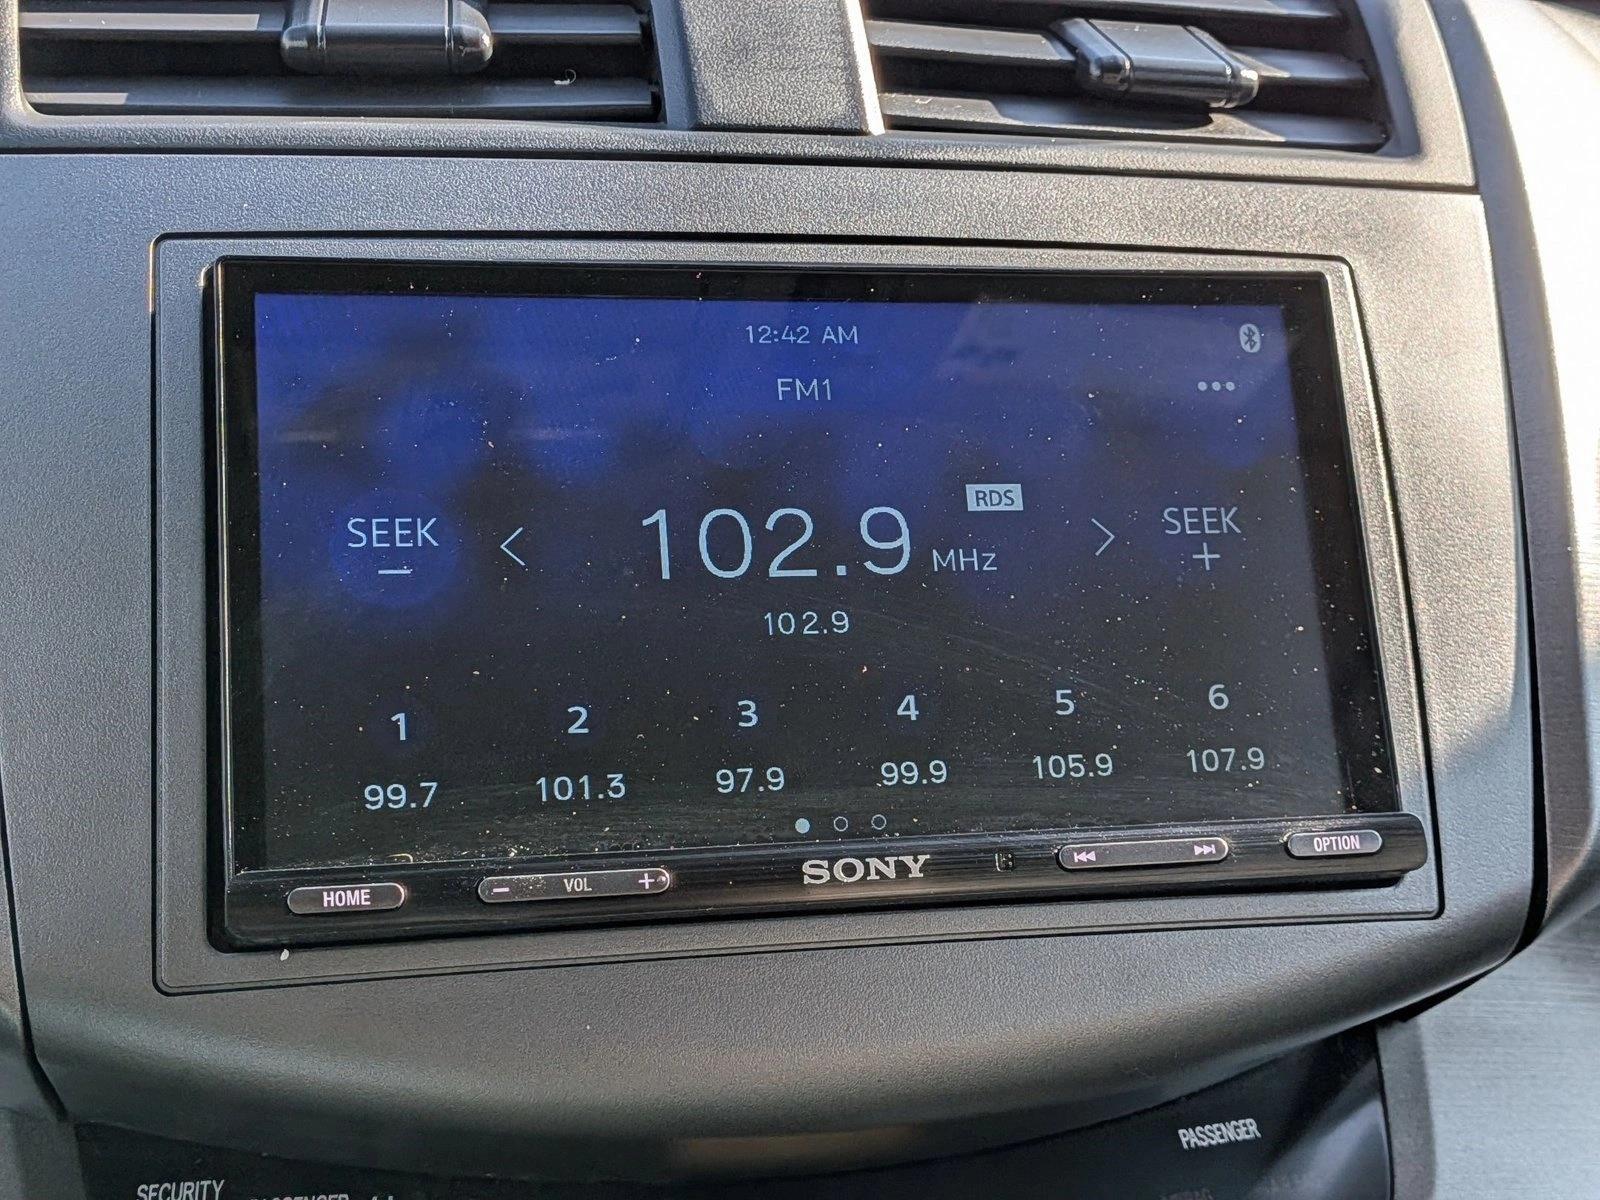 12:42 AM
FM1
RDS
SEEK
−
<
102.9 MHz
>
SEEK
+
102.9
1 2 3 4 5 6
99.7 101.3 97.9 99.9 105.9 107.9
HOME
− VOL +
SONY
OPTION
PASSENGER
SECURITY
PASSENGER